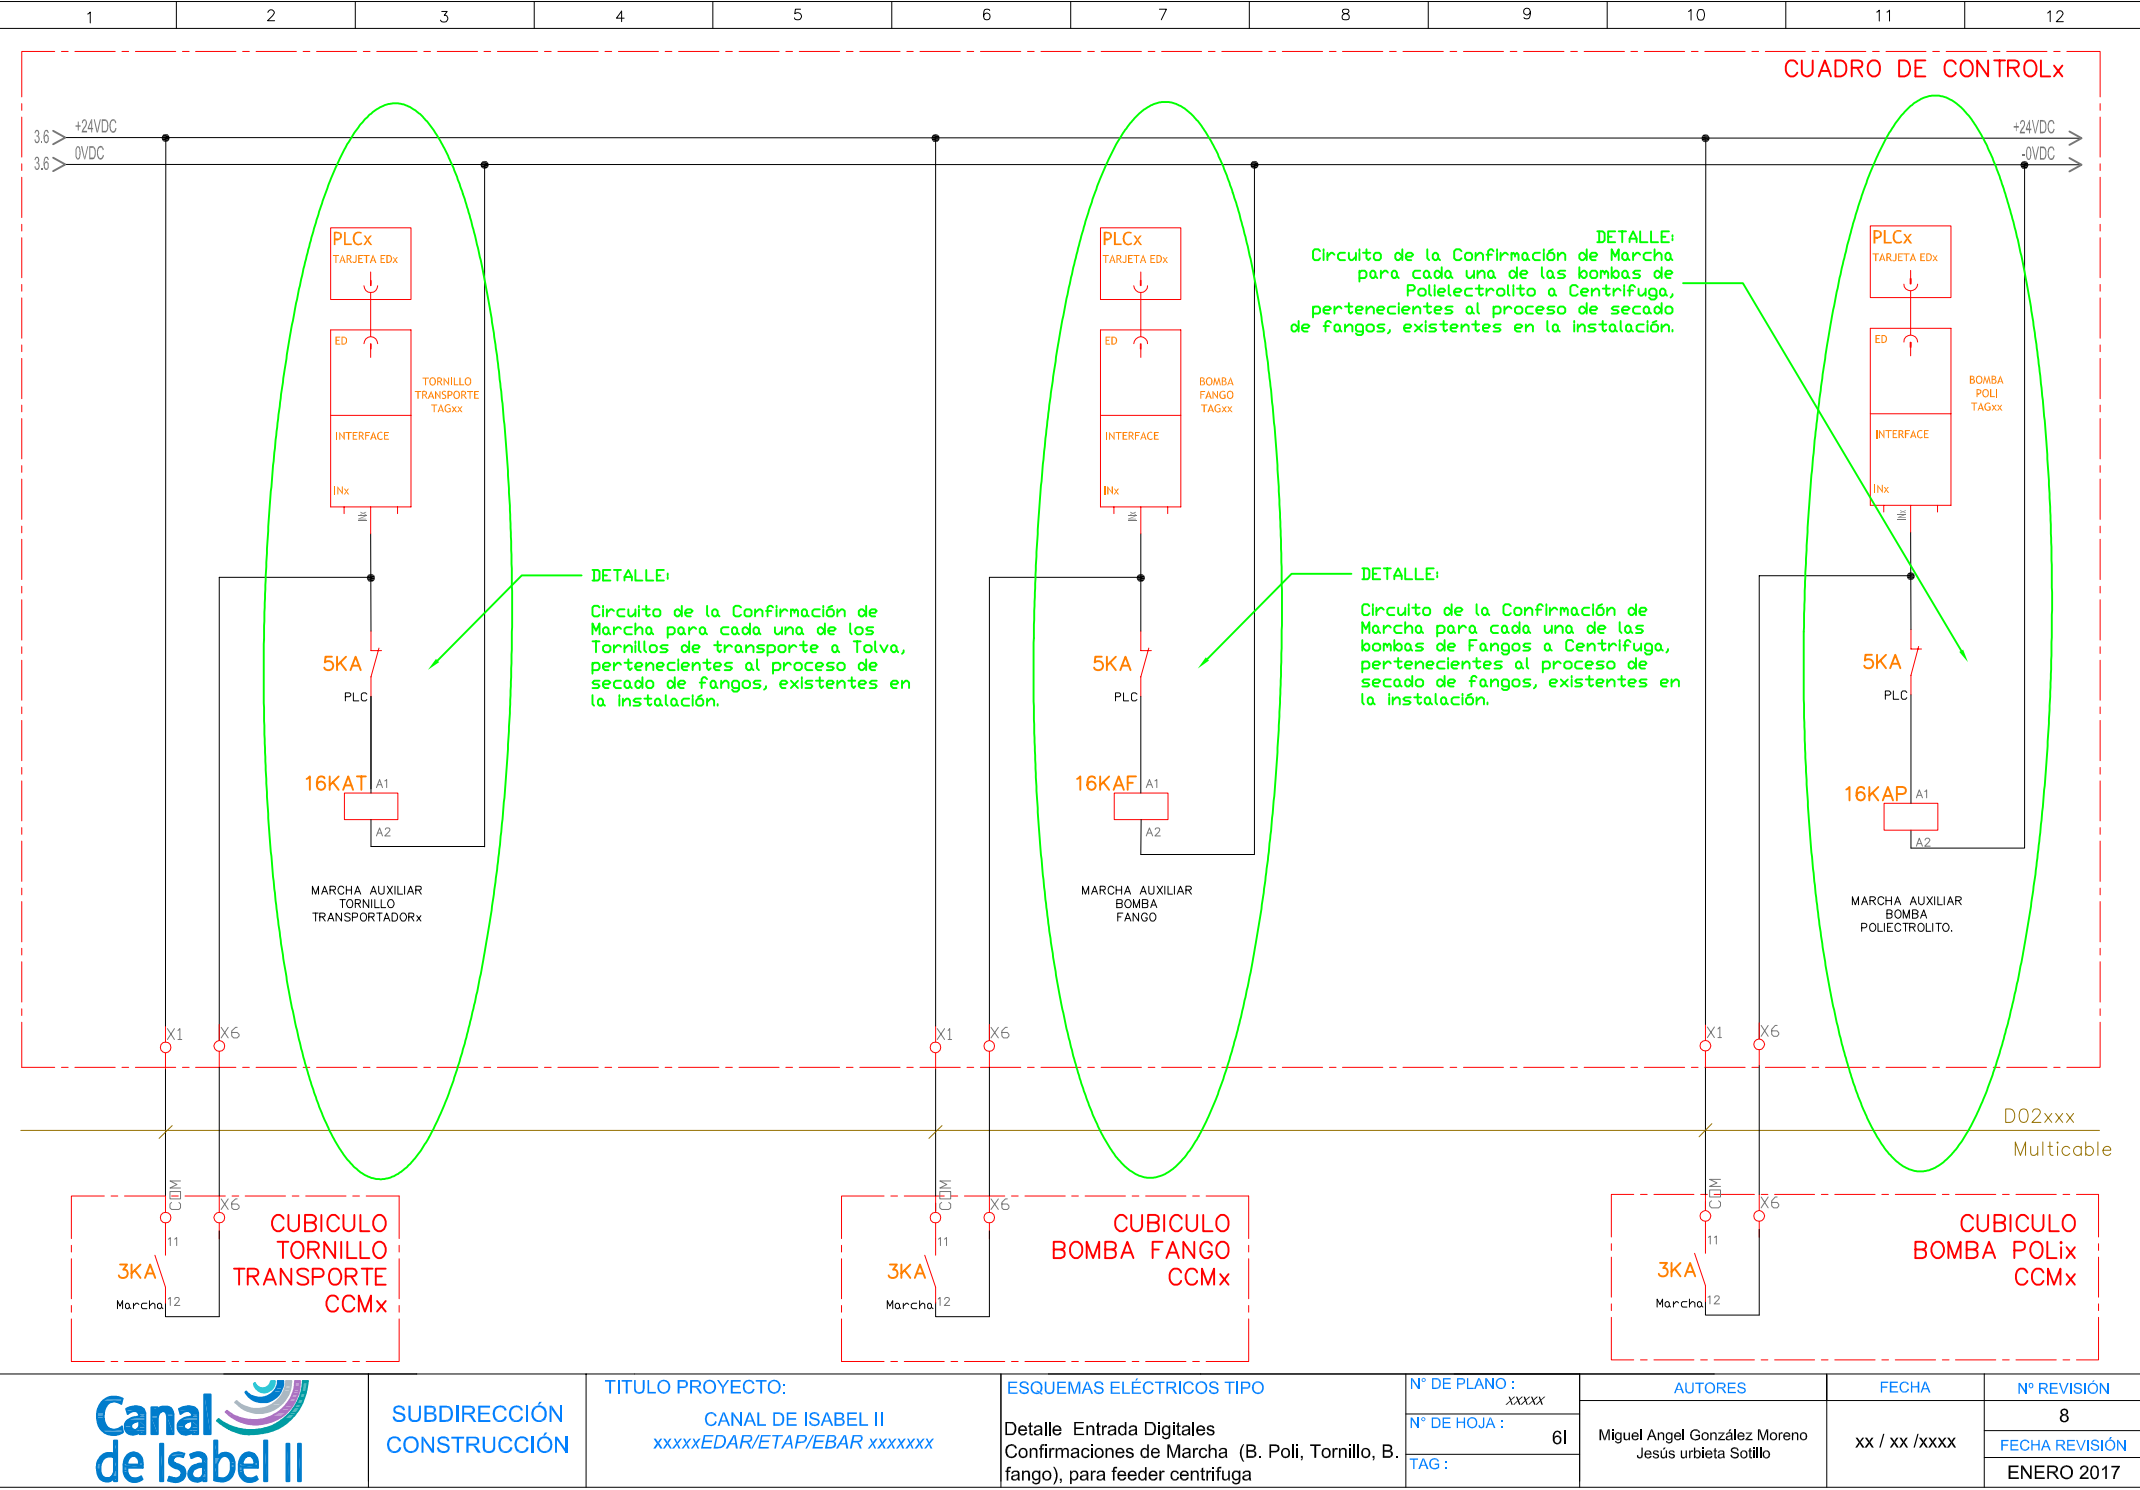 1 2 3 4 5 6 7 8 9 10 11 12
CUADRO DE CONTROLx
3.6 +24VDC
3.6 0VDC
+24VDC
-0VDC
PLCx
TARJETA EDx
ED
TORNILLO
TRANSPORTE
TAGxx
INTERFACE
INx
INx
5KA
PLC
16KAT A1
A2
MARCHA AUXILIAR
TORNILLO
TRANSPORTADORx
DETALLE:
Circuito de la Confirmación de
Marcha para cada una de los
Tornillos de transporte a Tolva,
pertenecientes al proceso de
secado de fangos, existentes en
la instalación.
PLCx
TARJETA EDx
ED
BOMBA
FANGO
TAGxx
INTERFACE
INx
INx
5KA
PLC
16KAF A1
A2
MARCHA AUXILIAR
BOMBA
FANGO
DETALLE:
Circuito de la Confirmación de
Marcha para cada una de las
bombas de Fangos a Centrífuga,
pertenecientes al proceso de
secado de fangos, existentes en
la instalación.
DETALLE:
Circuito de la Confirmación de Marcha
para cada una de las bombas de
Polielectrolito a Centrífuga,
pertenecientes al proceso de secado
de fangos, existentes en la instalación.
PLCx
TARJETA EDx
ED
BOMBA
POLI
TAGxx
INTERFACE
INx
INx
5KA
PLC
16KAP A1
A2
MARCHA AUXILIAR
BOMBA
POLIECTROLITO.
X1 X6
X1 X6
X1 X6
D02xxx
Multicable
COM X6
11
3KA
Marcha 12
CUBICULO
TORNILLO
TRANSPORTE
CCMx
COM X6
11
3KA
Marcha 12
CUBICULO
BOMBA FANGO
CCMx
COM X6
11
3KA
Marcha 12
CUBICULO
BOMBA POLix
CCMx
Canal
de Isabel II
SUBDIRECCIÓN
CONSTRUCCIÓN
TITULO PROYECTO:
CANAL DE ISABEL II
xxxxxEDAR/ETAP/EBAR xxxxxxx
ESQUEMAS ELÉCTRICOS TIPO
Detalle Entrada Digitales
Confirmaciones de Marcha (B. Poli, Tornillo, B.
fango), para feeder centrifuga
N° DE PLANO :
xxxxx
N° DE HOJA :
6I
TAG :
AUTORES
Miguel Angel González Moreno
Jesús urbieta Sotillo
FECHA
xx / xx /xxxx
Nº REVISIÓN
8
FECHA REVISIÓN
ENERO 2017